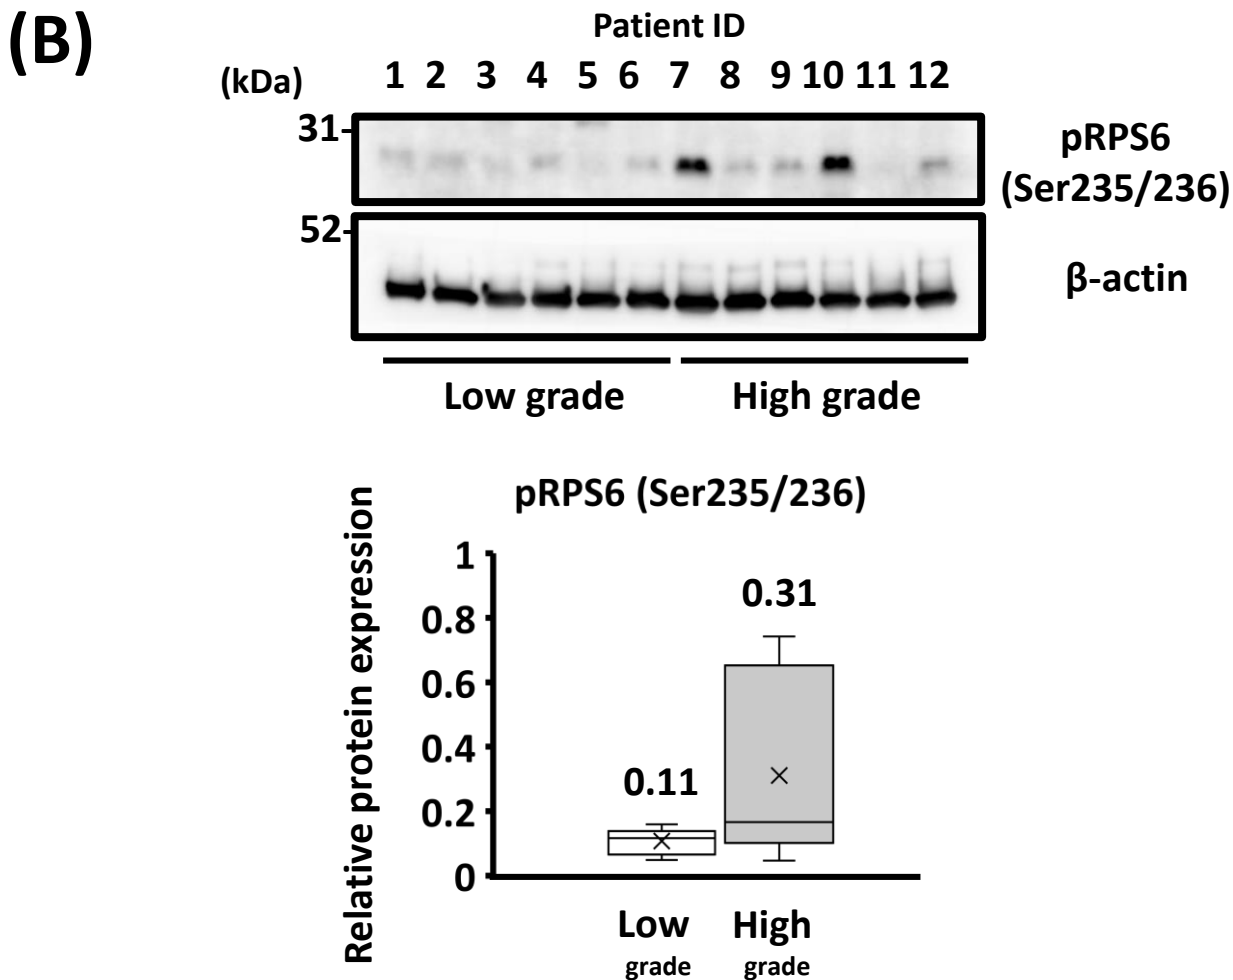 (B)
Patient ID
(kDa) 1 2 3 4 5 6 7 8 9 10 11 12
31-
pRPS6
(Ser235/236)
52-
β-actin
Low grade High grade
pRPS6 (Ser235/236)
Relative protein expression
1
0.8
0.6
0.4
0.2
0
0.31
0.11
Low High
grade grade